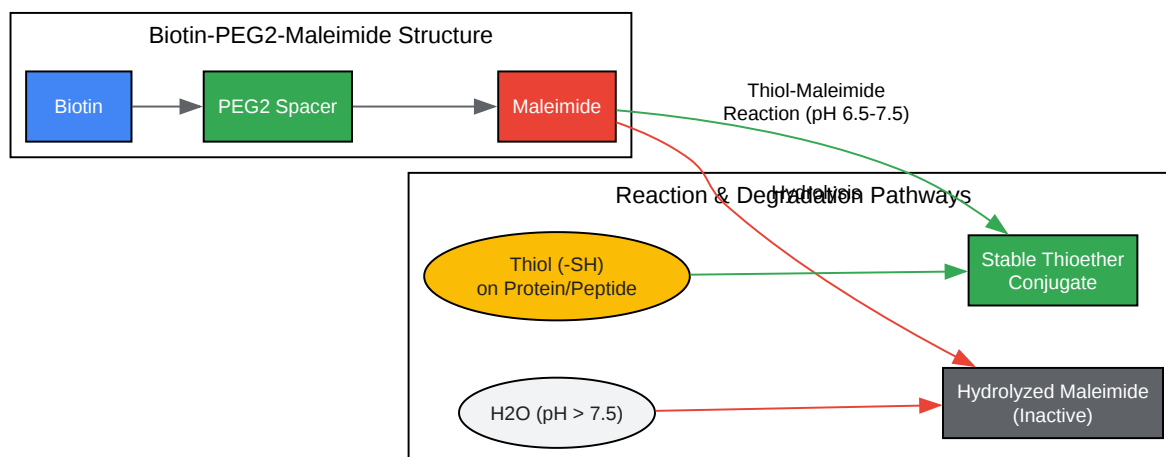 Biotin-PEG2-Maleimide Structure
Biotin
PEG2 Spacer
Maleimide
Thiol-Maleimide
Reaction (pH 6.5-7.5)
Reaction & Degradation Pathways
Hydrolysis
Thiol (-SH)
on Protein/Peptide
Stable Thioether
Conjugate
H2O (pH > 7.5)
Hydrolyzed Maleimide
(Inactive)